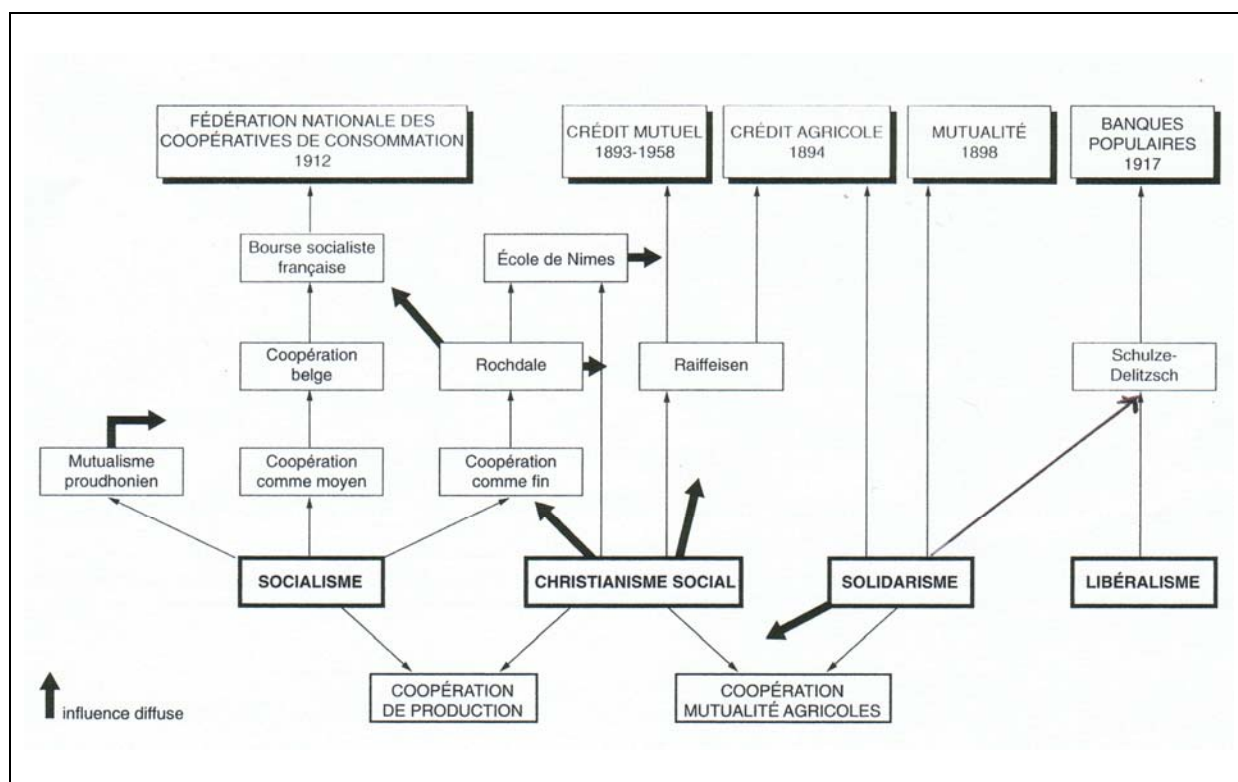 FÉDÉRATION NATIONALE DES
COOPÉRATIVES DE CONSOMMATION
1912
CRÉDIT MUTUEL
1893-1958
CRÉDIT AGRICOLE
1894
MUTUALITÉ
1898
BANQUES
POPULAIRES
1917
Bourse socialiste
française
École de Nimes
Coopération
belge
Rochdale
Raiffeisen
Schulze-
Delitzsch
Mutualisme
proudhonien
Coopération
comme moyen
Coopération
comme fin
SOCIALISME
CHRISTIANISME SOCIAL
SOLIDARISME
LIBÉRALISME
COOPÉRATION
DE PRODUCTION
COOPÉRATION
MUTUALITÉ AGRICOLES
influence diffuse